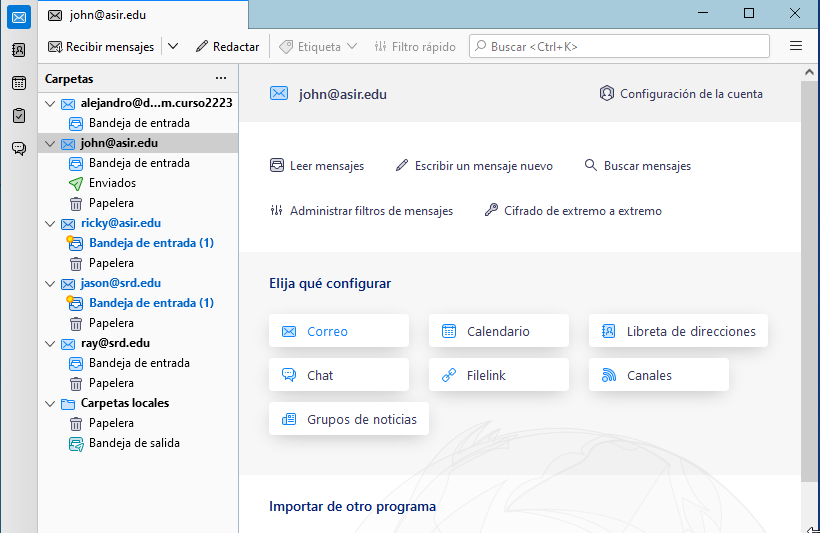 john@asir.edu
Recibir mensajes
Redactar
Etiqueta
Filtro rápido
Buscar <Ctrl+K>
Carpetas
alejandro@d...m.curso2223
Bandeja de entrada
john@asir.edu
Bandeja de entrada
Enviados
Papelera
ricky@asir.edu
Bandeja de entrada (1)
Papelera
jason@srd.edu
Bandeja de entrada (1)
Papelera
ray@srd.edu
Bandeja de entrada
Papelera
Carpetas locales
Papelera
Bandeja de salida
john@asir.edu
Configuración de la cuenta
Leer mensajes
Escribir un mensaje nuevo
Buscar mensajes
Administrar filtros de mensajes
Cifrado de extremo a extremo
Elija qué configurar
Correo
Calendario
Libreta de direcciones
Chat
Filelink
Canales
Grupos de noticias
Importar de otro programa